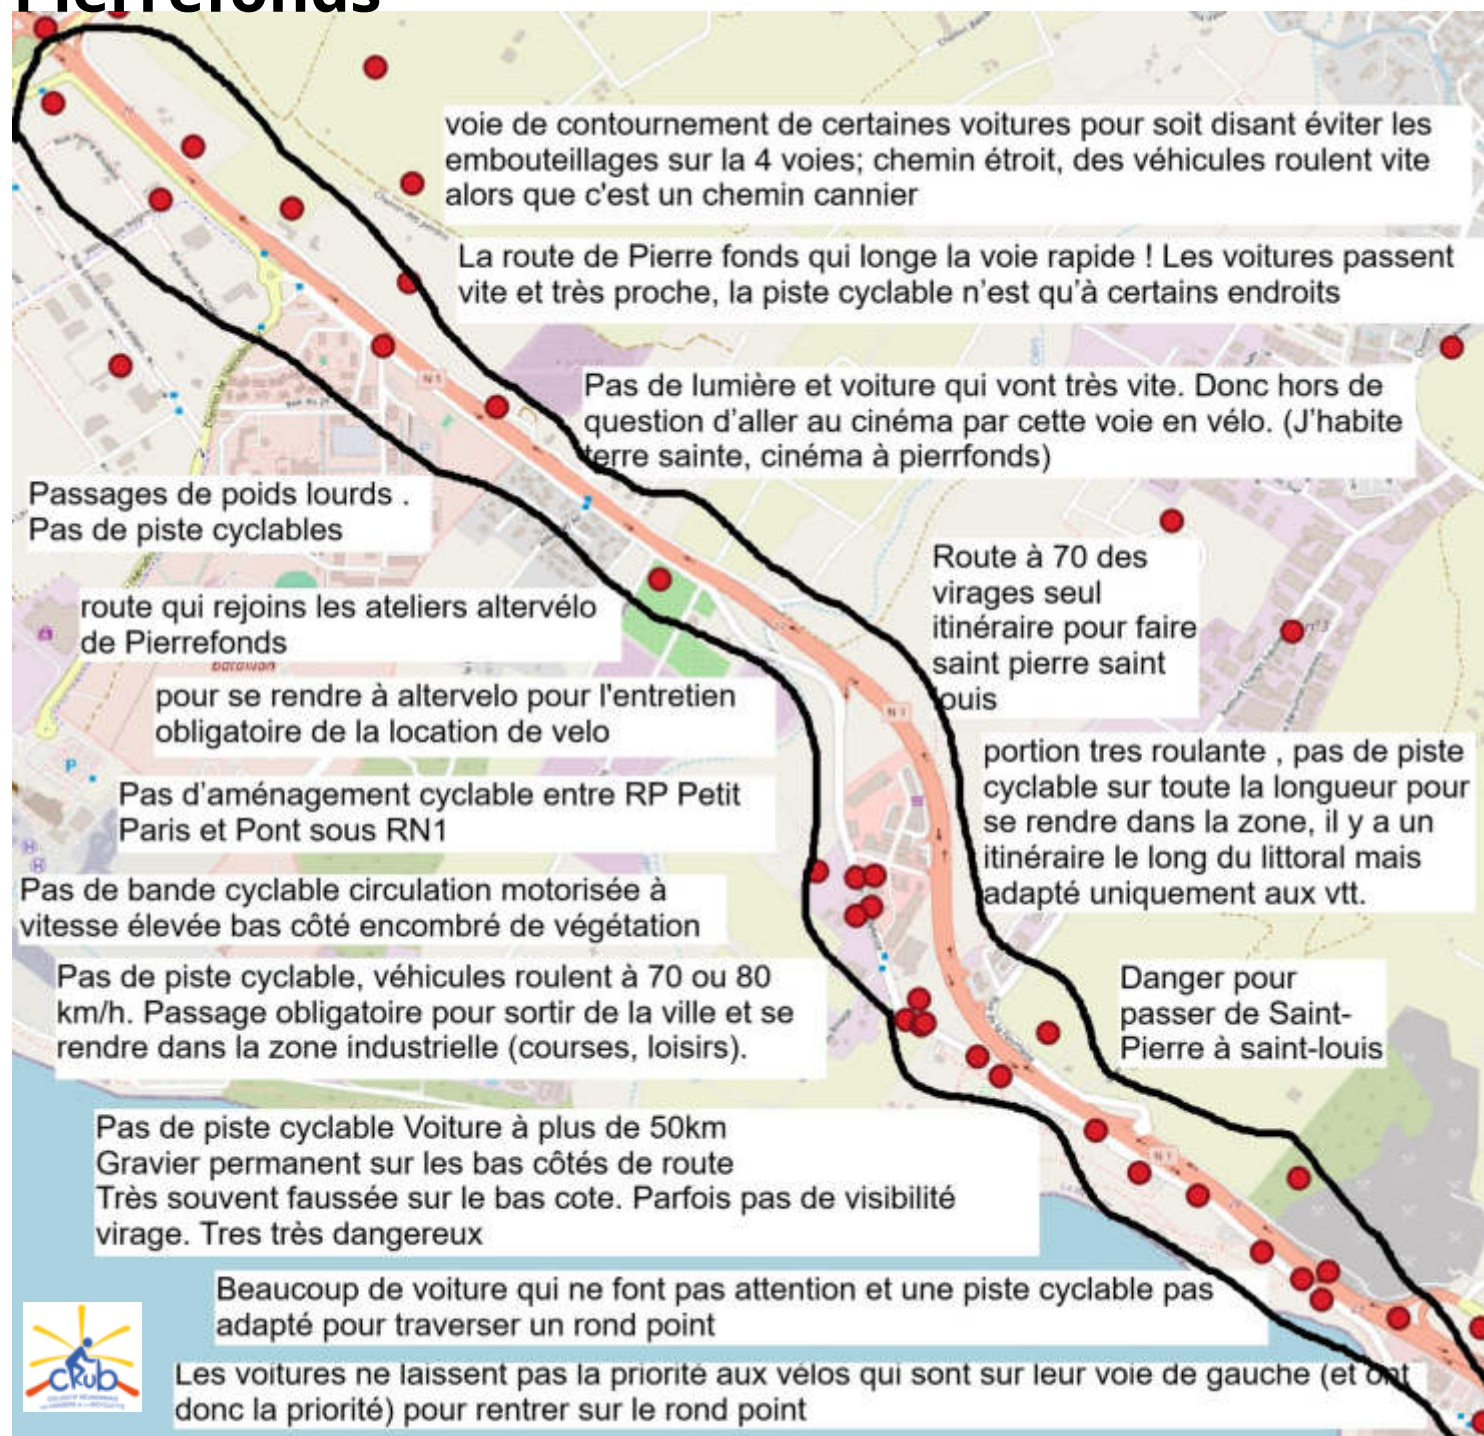 Pierrefonds
voie de contournement de certaines voitures pour soit disant éviter les
embouteillages sur la 4 voies; chemin étroit, des véhicules roulent vite
alors que c'est un chemin cannier
La route de Pierre fonds qui longe la voie rapide ! Les voitures passent
vite et très proche, la piste cyclable n’est qu’à certains endroits
N 1
Pas de lumière et voiture qui vont très vite. Donc hors de
question d’aller au cinéma par cette voie en vélo. (J’habite
terre sainte, cinéma à pierrfonds)
Passages de poids lourds .
Pas de piste cyclables
Route à 70 des
virages seul
itinéraire pour faire
saint pierre saint
louis
route qui rejoins les ateliers altervélo
de Pierrefonds
pour se rendre à altervelo pour l'entretien
obligatoire de la location de velo
N 1
portion tres roulante , pas de piste
cyclable sur toute la longueur pour
se rendre dans la zone, il y a un
itinéraire le long du littoral mais
adapté uniquement aux vtt.
P
Pas d’aménagement cyclable entre RP Petit
Paris et Pont sous RN1
Pas de bande cyclable circulation motorisée à
vitesse élevée bas côté encombré de végétation
Pas de piste cyclable, véhicules roulent à 70 ou 80
km/h. Passage obligatoire pour sortir de la ville et se
rendre dans la zone industrielle (courses, loisirs).
Danger pour
passer de Saint-
Pierre à saint-louis
Pas de piste cyclable Voiture à plus de 50km
Gravier permanent sur les bas côtés de route
Très souvent faussée sur le bas cote. Parfois pas de visibilité
virage. Tres très dangereux
N 1
Beaucoup de voiture qui ne font pas attention et une piste cyclable pas
adapté pour traverser un rond point
Les voitures ne laissent pas la priorité aux vélos qui sont sur leur voie de gauche (et ont
donc la priorité) pour rentrer sur le rond point